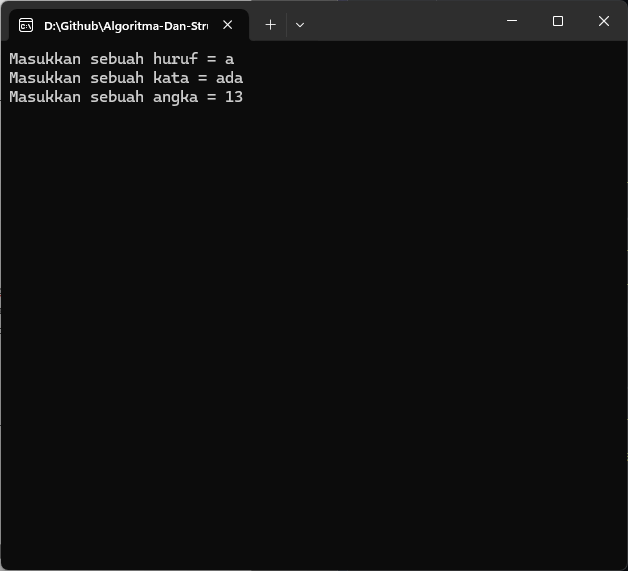 D:\Github\Algoritma-Dan-Stru
Masukkan sebuah huruf = a
Masukkan sebuah kata = ada
Masukkan sebuah angka = 13